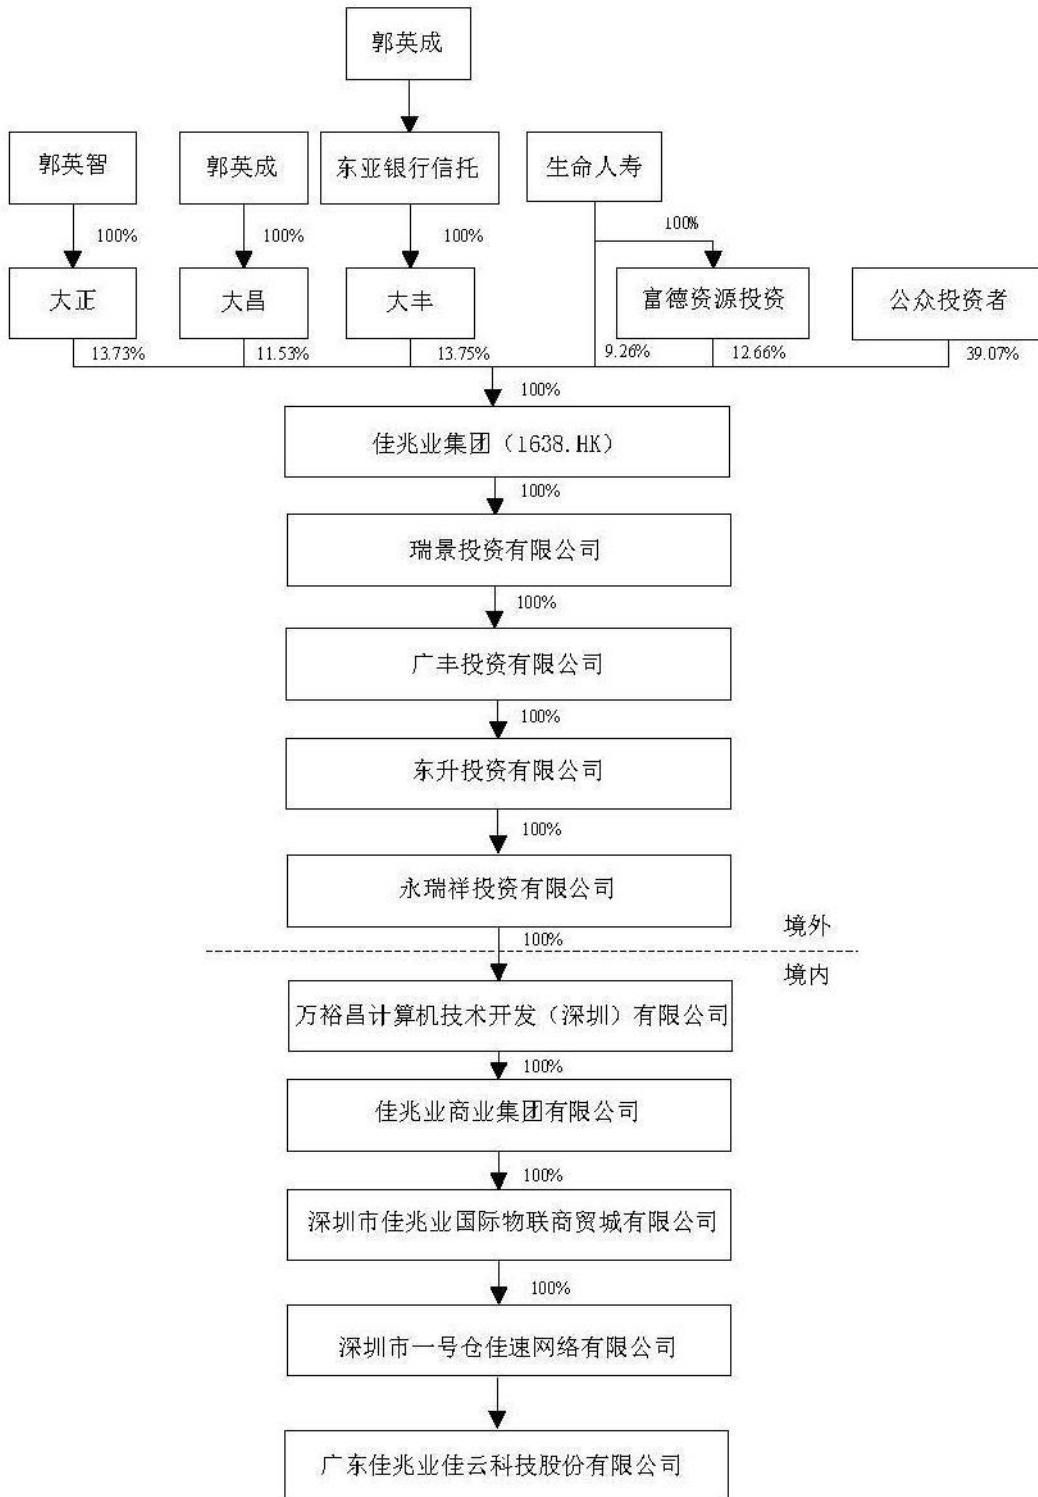 郭英成
郭英智
郭英成
东亚银行信托
生命人寿
100%
100%
100%
100%
大正
大昌
大丰
富德资源投资
公众投资者
13.73%
11.53%
13.75%
9.26%
12.66%
39.07%
100%
佳兆业集团（1638.HK）
100%
瑞景投资有限公司
100%
广丰投资有限公司
100%
东升投资有限公司
100%
永瑞祥投资有限公司
境外
100%
境内
万裕昌计算机技术开发（深圳）有限公司
100%
佳兆业商业集团有限公司
100%
深圳市佳兆业国际物联商贸城有限公司
100%
深圳市一号仓佳速网络有限公司
广东佳兆业佳云科技股份有限公司